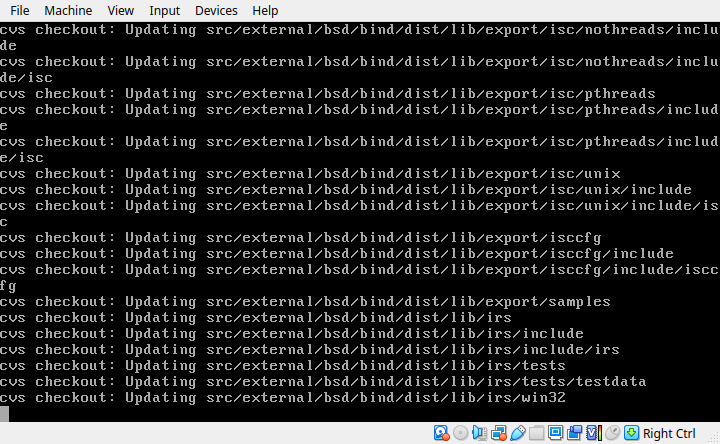 File Machine View Input Devices Help
cvs checkout: Updating src/external/bsd/bind/dist/lib/export/isc/nothreads/inclu
de
cvs checkout: Updating src/external/bsd/bind/dist/lib/export/isc/nothreads/inclu
de/isc
cvs checkout: Updating src/external/bsd/bind/dist/lib/export/isc/pthreads
cvs checkout: Updating src/external/bsd/bind/dist/lib/export/isc/pthreads/includ
e
cvs checkout: Updating src/external/bsd/bind/dist/lib/export/isc/pthreads/includ
e/isc
cvs checkout: Updating src/external/bsd/bind/dist/lib/export/isc/unix
cvs checkout: Updating src/external/bsd/bind/dist/lib/export/isc/unix/include
cvs checkout: Updating src/external/bsd/bind/dist/lib/export/isc/unix/include/is
c
cvs checkout: Updating src/external/bsd/bind/dist/lib/export/isccfg
cvs checkout: Updating src/external/bsd/bind/dist/lib/export/isccfg/include
cvs checkout: Updating src/external/bsd/bind/dist/lib/export/isccfg/include/iscc
fg
cvs checkout: Updating src/external/bsd/bind/dist/lib/export/samples
cvs checkout: Updating src/external/bsd/bind/dist/lib/irs
cvs checkout: Updating src/external/bsd/bind/dist/lib/irs/include
cvs checkout: Updating src/external/bsd/bind/dist/lib/irs/include/irs
cvs checkout: Updating src/external/bsd/bind/dist/lib/irs/tests
cvs checkout: Updating src/external/bsd/bind/dist/lib/irs/tests/testdata
cvs checkout: Updating src/external/bsd/bind/dist/lib/irs/win32
Right Ctrl